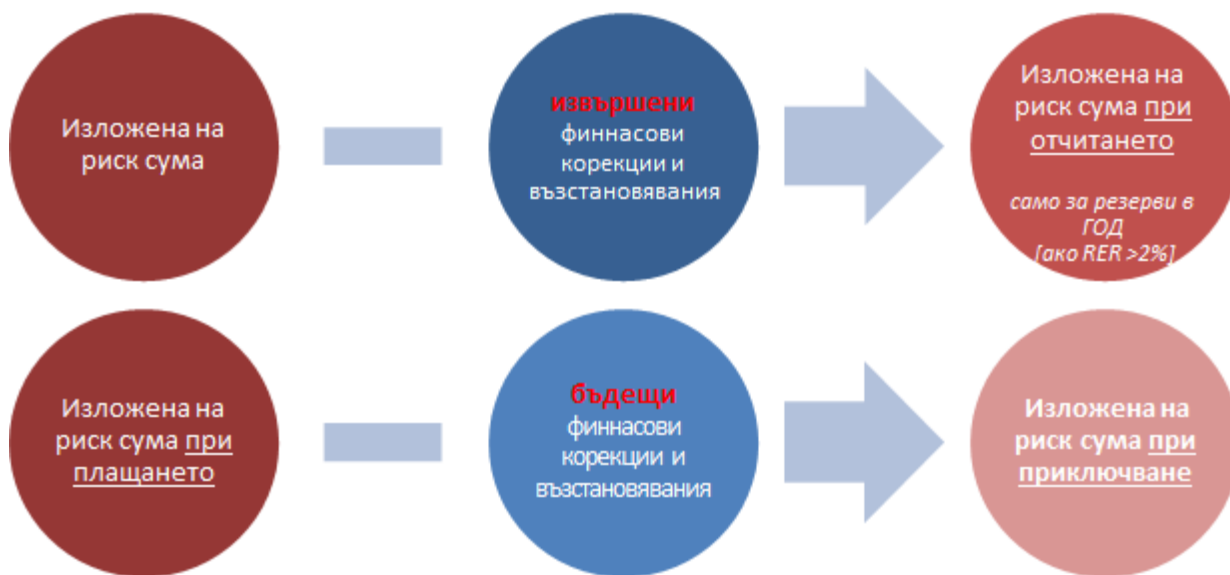 Изложена на
риск сума
извършени
финнасови
корекции и
възстановявания
Изложена на
риск сума при
отчитането
само за резерви в
ГОД
[ако RER >2%]
Изложена на
риск сума при
плащането
бъдещи
финнасови
корекции и
възстановявания
Изложена на
риск сума при
приключване